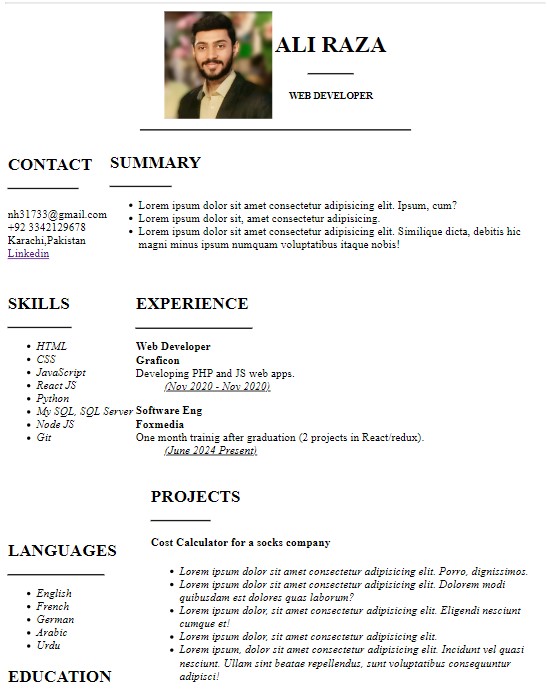 ALI RAZA
WEB DEVELOPER
CONTACT
nh31733@gmail.com
+92 3342129678
Karachi,Pakistan
Linkedin
SUMMARY
Lorem ipsum dolor sit amet consectetur adipisicing elit. Ipsum, cum?
Lorem ipsum dolor sit, amet consectetur adipisicing.
Lorem ipsum dolor sit amet consectetur adipisicing elit. Similique dicta, debitis hic
magni minus ipsum numquam voluptatibus itaque nobis!
SKILLS
HTML
CSS
JavaScript
React JS
Python
My SQL, SQL Server
Node JS
Git
EXPERIENCE
Web Developer
Graficon
Developing PHP and JS web apps.
(Nov 2020 - Nov 2020)
Software Eng
Foxmedia
One month trainig after graduation (2 projects in React/redux).
(June 2024 Present)
LANGUAGES
English
French
German
Arabic
Urdu
PROJECTS
Cost Calculator for a socks company
Lorem ipsum dolor sit amet consectetur adipisicing elit. Porro, dignissimos.
Lorem ipsum dolor sit amet consectetur adipisicing elit. Dolorem modi
quibusdam est dolores quas laborum?
Lorem ipsum dolor, sit amet consectetur adipisicing elit. Eligendi nesciunt
cumque et!
Lorem ipsum, dolor sit amet consectetur adipisicing elit.
Lorem ipsum, dolor sit amet consectetur adipisicing elit. Incidunt vel quasi
nesciunt. Ullam sint beatae repellendus, sunt voluptatibus consequuntur
adipisci!
EDUCATION